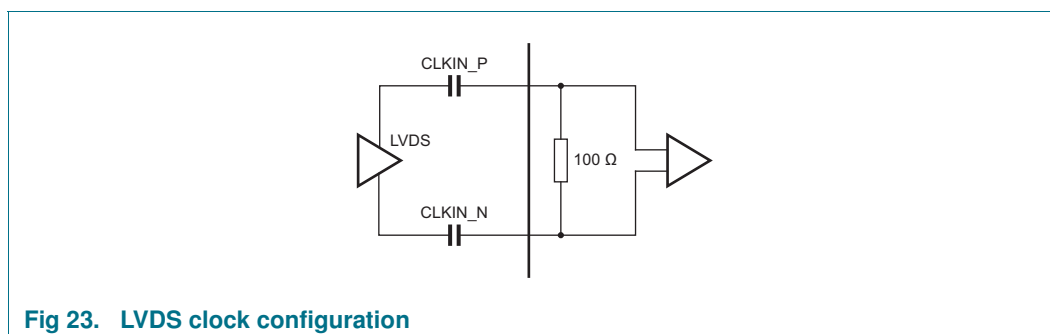 CLKIN_P
LVDS
100 Ω
CLKIN_N
Fig 23. LVDS clock configuration